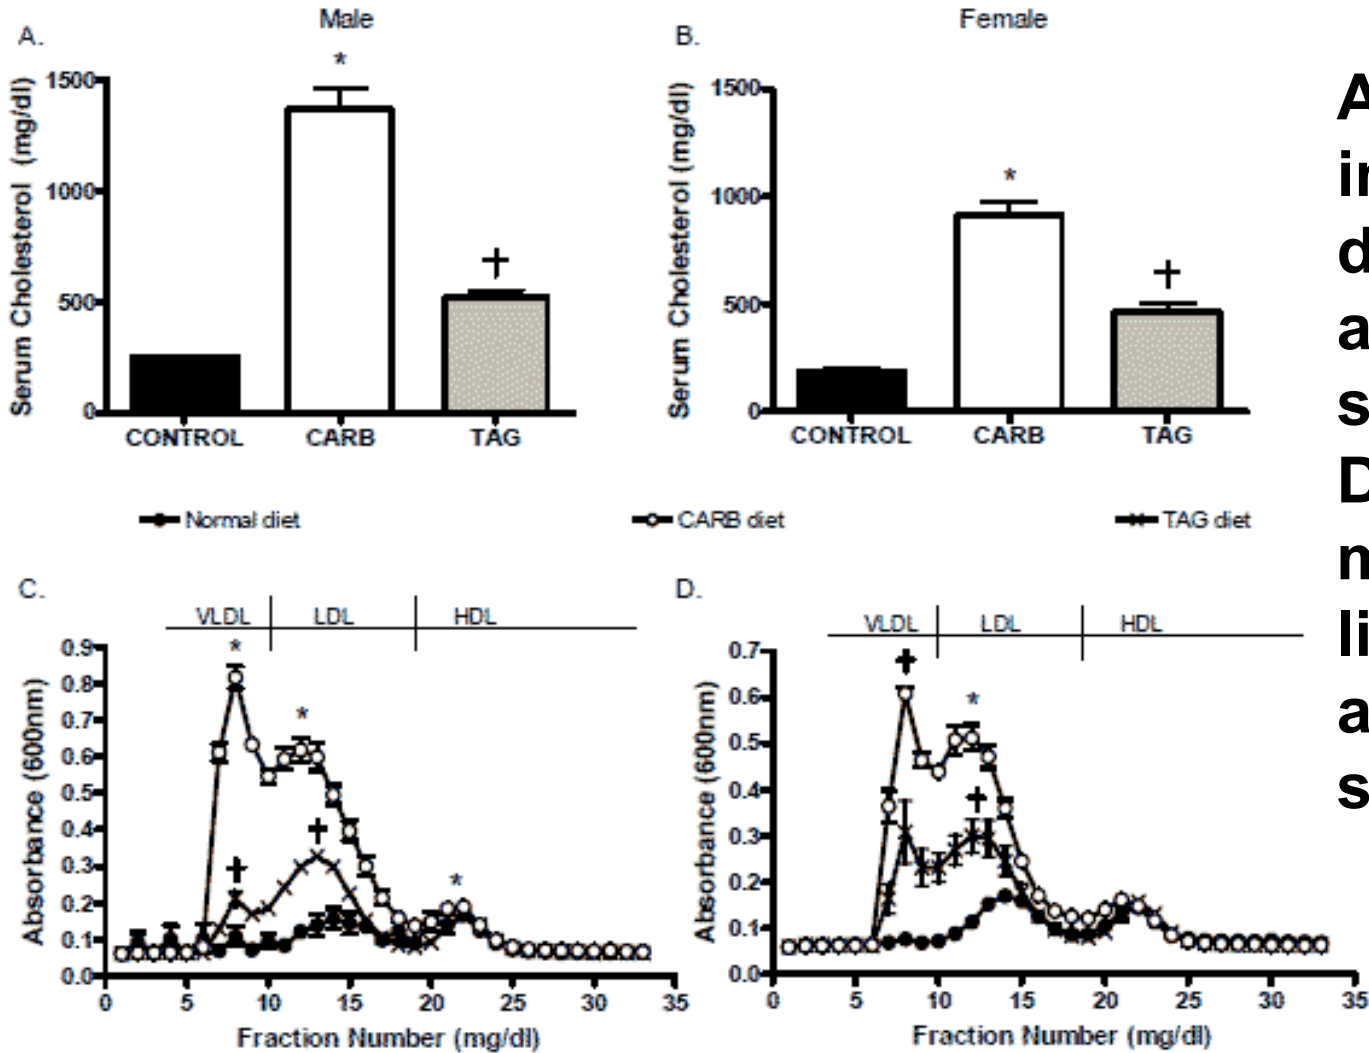 A.
Male
B.
Female
*
Serum Cholesterol (mg/dl)
1500
1000
500
0
+
CONTROL
CARB
TAG
*
Serum Cholesterol (mg/dl)
1500
1000
500
0
+
CONTROL
CARB
TAG
Normal diet
CARB diet
TAG diet
C.
VLDL
LDL
HDL
*
*
+
+
*
Absorbance (600nm)
0.9
0.8
0.7
0.6
0.5
0.4
0.3
0.2
0.1
0.0
0
5
10
15
20
25
30
35
Fraction Number (mg/dl)
D.
VLDL
LDL
HDL
+
*
+
Absorbance (600nm)
0.7
0.6
0.5
0.4
0.3
0.2
0.1
0.0
0
5
10
15
20
25
30
35
Fraction Number (mg/dl)
A
in
d
a
s
D
n
li
a
s